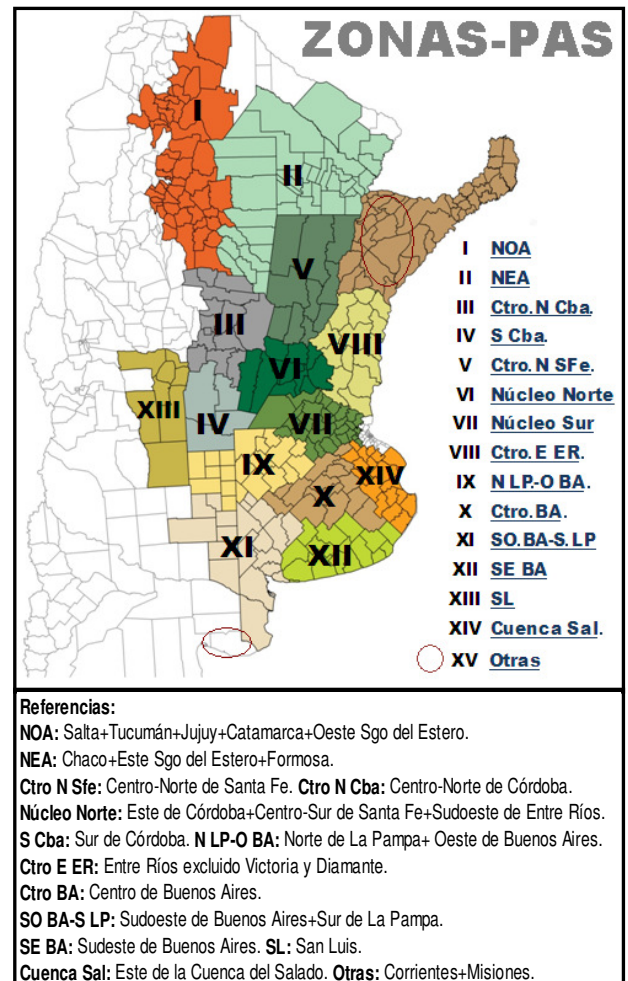 ZONAS-PAS
I
II
V
III
VIII
VI
XIII
IV
VII
IX
XIV
X
XI
XII
I NOA
II NEA
III Ctro.N Cba.
IV S Cba.
V Ctro.N SFe.
VI Núcleo Norte
VII Núcleo Sur
VIII Ctro.E ER.
IX N LP.-O BA.
X Ctro.BA.
XI SO.BA-S.LP
XII SE BA
XIII SL
XIV Cuenca Sal.
XV Otras
Referencias:
NOA: Salta+Tucumán+Jujuy+Catamarca+Oeste Sgo del Estero.
NEA: Chaco+Este Sgo del Estero+Formosa.
Ctro N Sfe: Centro-Norte de Santa Fe. Ctro N Cba: Centro-Norte de Córdoba.
Núcleo Norte: Este de Córdoba+Centro-Sur de Santa Fe+Sudoeste de Entre Ríos.
S Cba: Sur de Córdoba. N LP-O BA: Norte de La Pampa+ Oeste de Buenos Aires.
Ctro E ER: Entre Ríos excluido Victoria y Diamante.
Ctro BA: Centro de Buenos Aires.
SO BA-S LP: Sudoeste de Buenos Aires+Sur de La Pampa.
SE BA: Sudeste de Buenos Aires. SL: San Luis.
Cuenca Sal: Este de la Cuenca del Salado. Otras: Corrientes+Misiones.